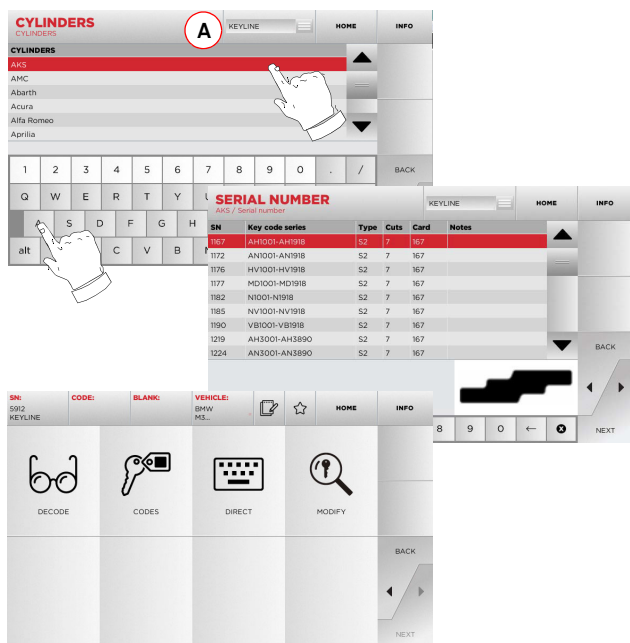 CYLINDERS
CYLINDERS
A
KEYLINE
HOME
INFO
CYLINDERS
AKS
AMC
Abarth
Acura
Alfa Romeo
Aprilia
1 2 3 4 5 6 7 8 9 0 . /
BACK
Q W E R T Y
A S D F G H
alt C V B
SERIAL NUMBER
AKS / Serial number
KEYLINE
HOME
INFO
SN Key code series Type Cuts Card Notes
1167 AH1001-AH1918 S2 7 167
1172 AN1001-AN1918 S2 7 167
1176 HV1001-HV1918 S2 7 167
1177 MD1001-MD1918 S2 7 167
1182 N1001-N1918 S2 7 167
1185 NV1001-NV1918 S2 7 167
1190 VB1001-VB1918 S2 7 167
1219 AH3001-AH3890 S2 7 167
1224 AN3001-AN3890 S2 7 167
BACK
8 9 0 ←
NEXT
SN:
5912
KEYLINE
CODE:
BLANK:
VEHICLE:
BMW
M3...
HOME
INFO
DECODE
CODES
DIRECT
MODIFY
BACK
NEXT